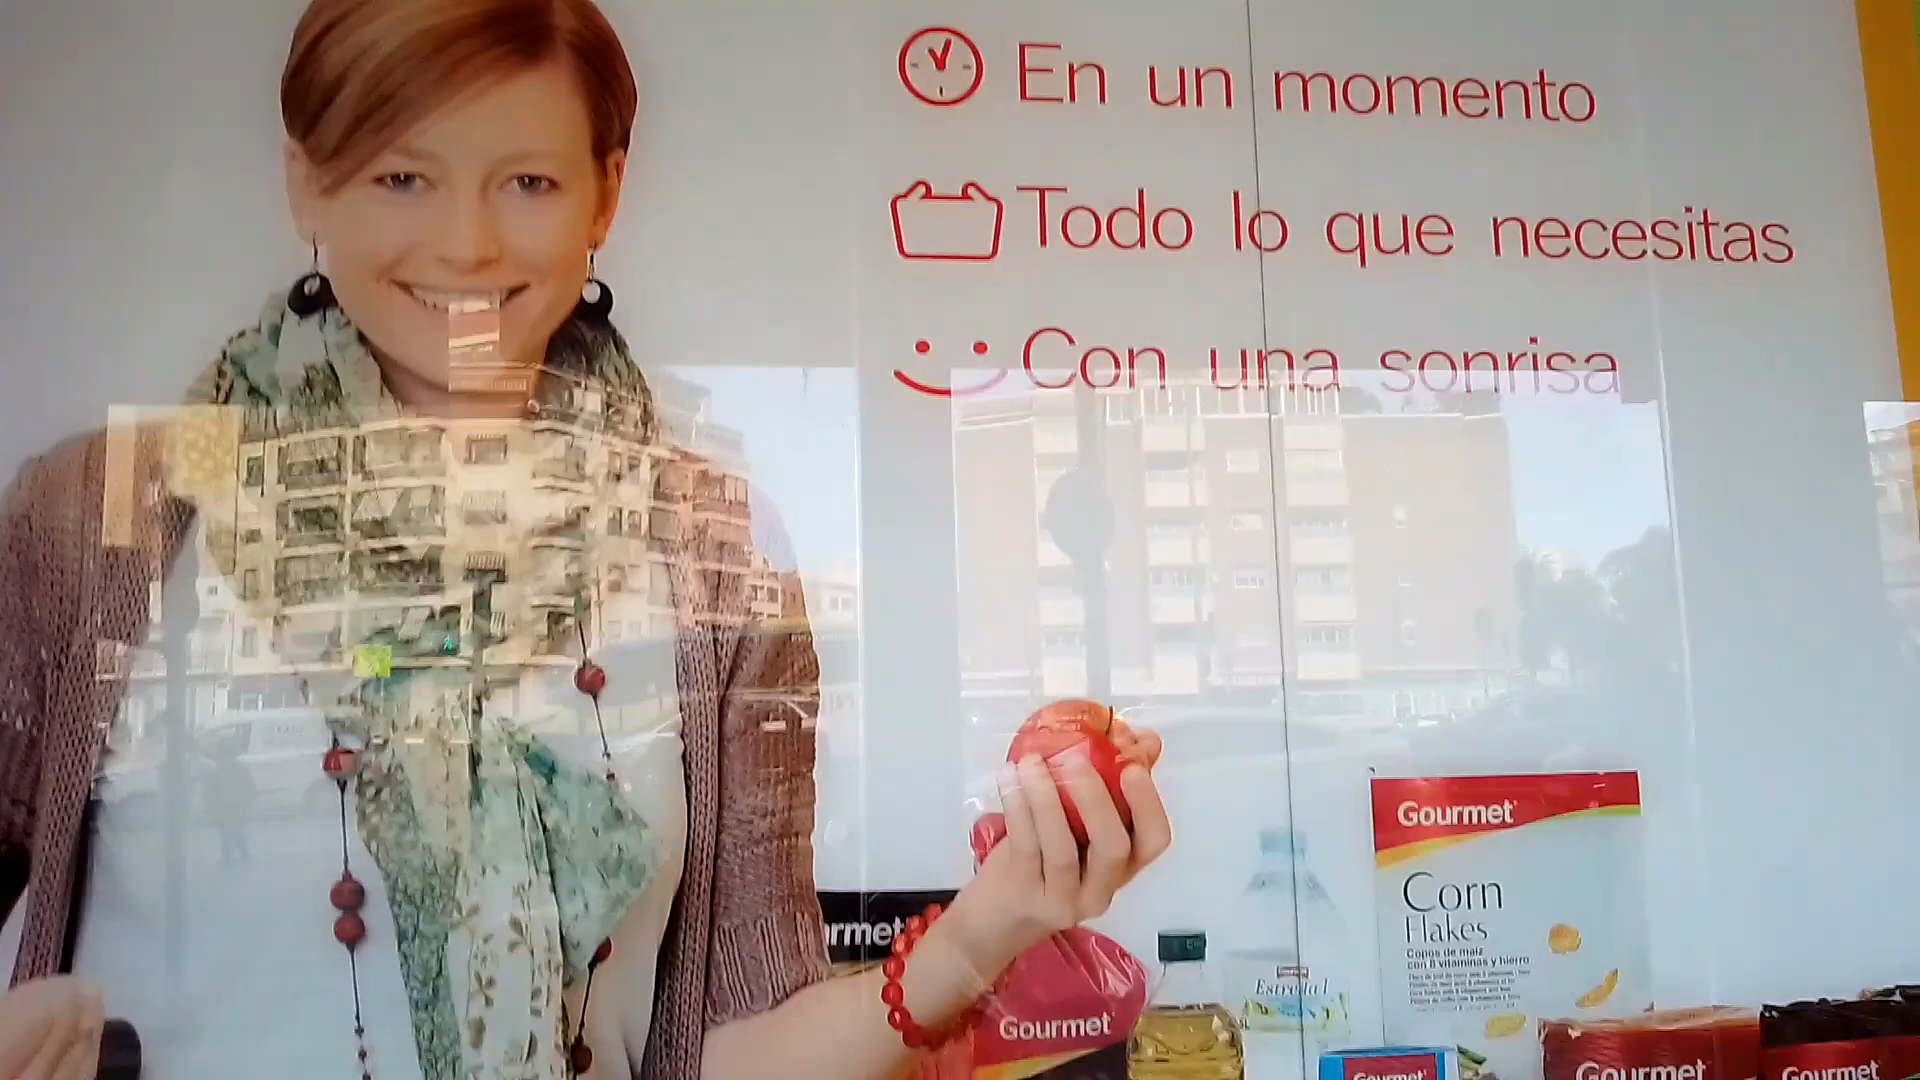 En un momento
Todo lo que necesitas
Con una sonrisa
Gourmet
Corn
Flakes
Copos de maíz
con 8 vitaminas y hierro
rmet
Gourmet
Gourmet
Gourmet
Gourmet